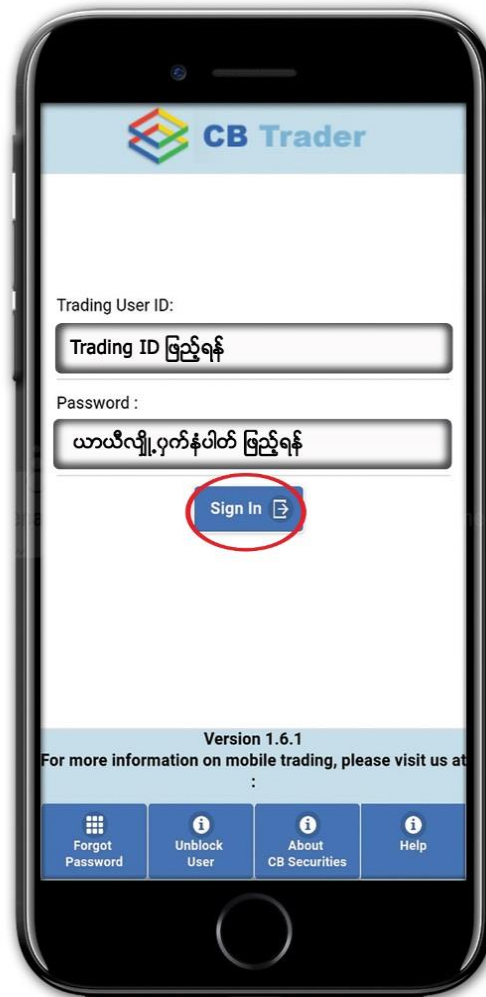 CB Trader
Trading User ID:
Trading ID ဖြည့်ရန်
Password :
ယာယီလျှို့ဝှက်နံပါတ် ဖြည့်ရန်
Sign In
Version 1.6.1
For more information on mobile trading, please visit us at
:
Forgot Password
Unblock User
About CB Securities
Help